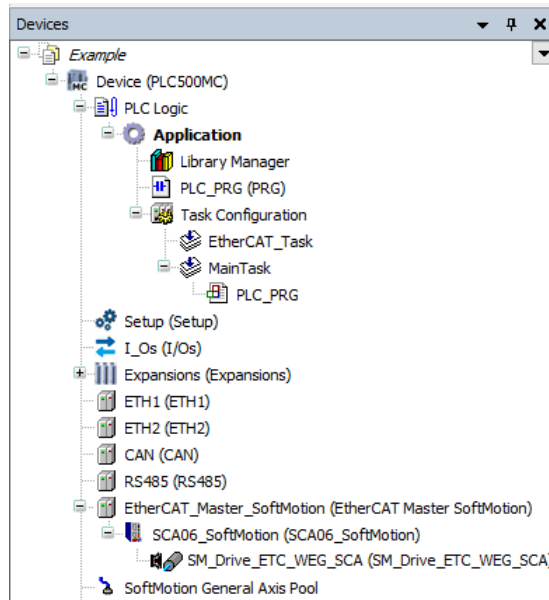 Devices
Example
Device (PLC500MC)
PLC Logic
Application
Library Manager
PLC_PRG (PRG)
Task Configuration
EtherCAT_Task
MainTask
PLC_PRG
Setup (Setup)
I_Os (I/Os)
Expansions (Expansions)
ETH1 (ETH1)
ETH2 (ETH2)
CAN (CAN)
RS485 (RS485)
EtherCAT_Master_SoftMotion (EtherCAT Master SoftMotion)
SCA06_SoftMotion (SCA06_SoftMotion)
SM_Drive_ETC_WEG_SCA (SM_Drive_ETC_WEG_SCA)
SoftMotion General Axis Pool